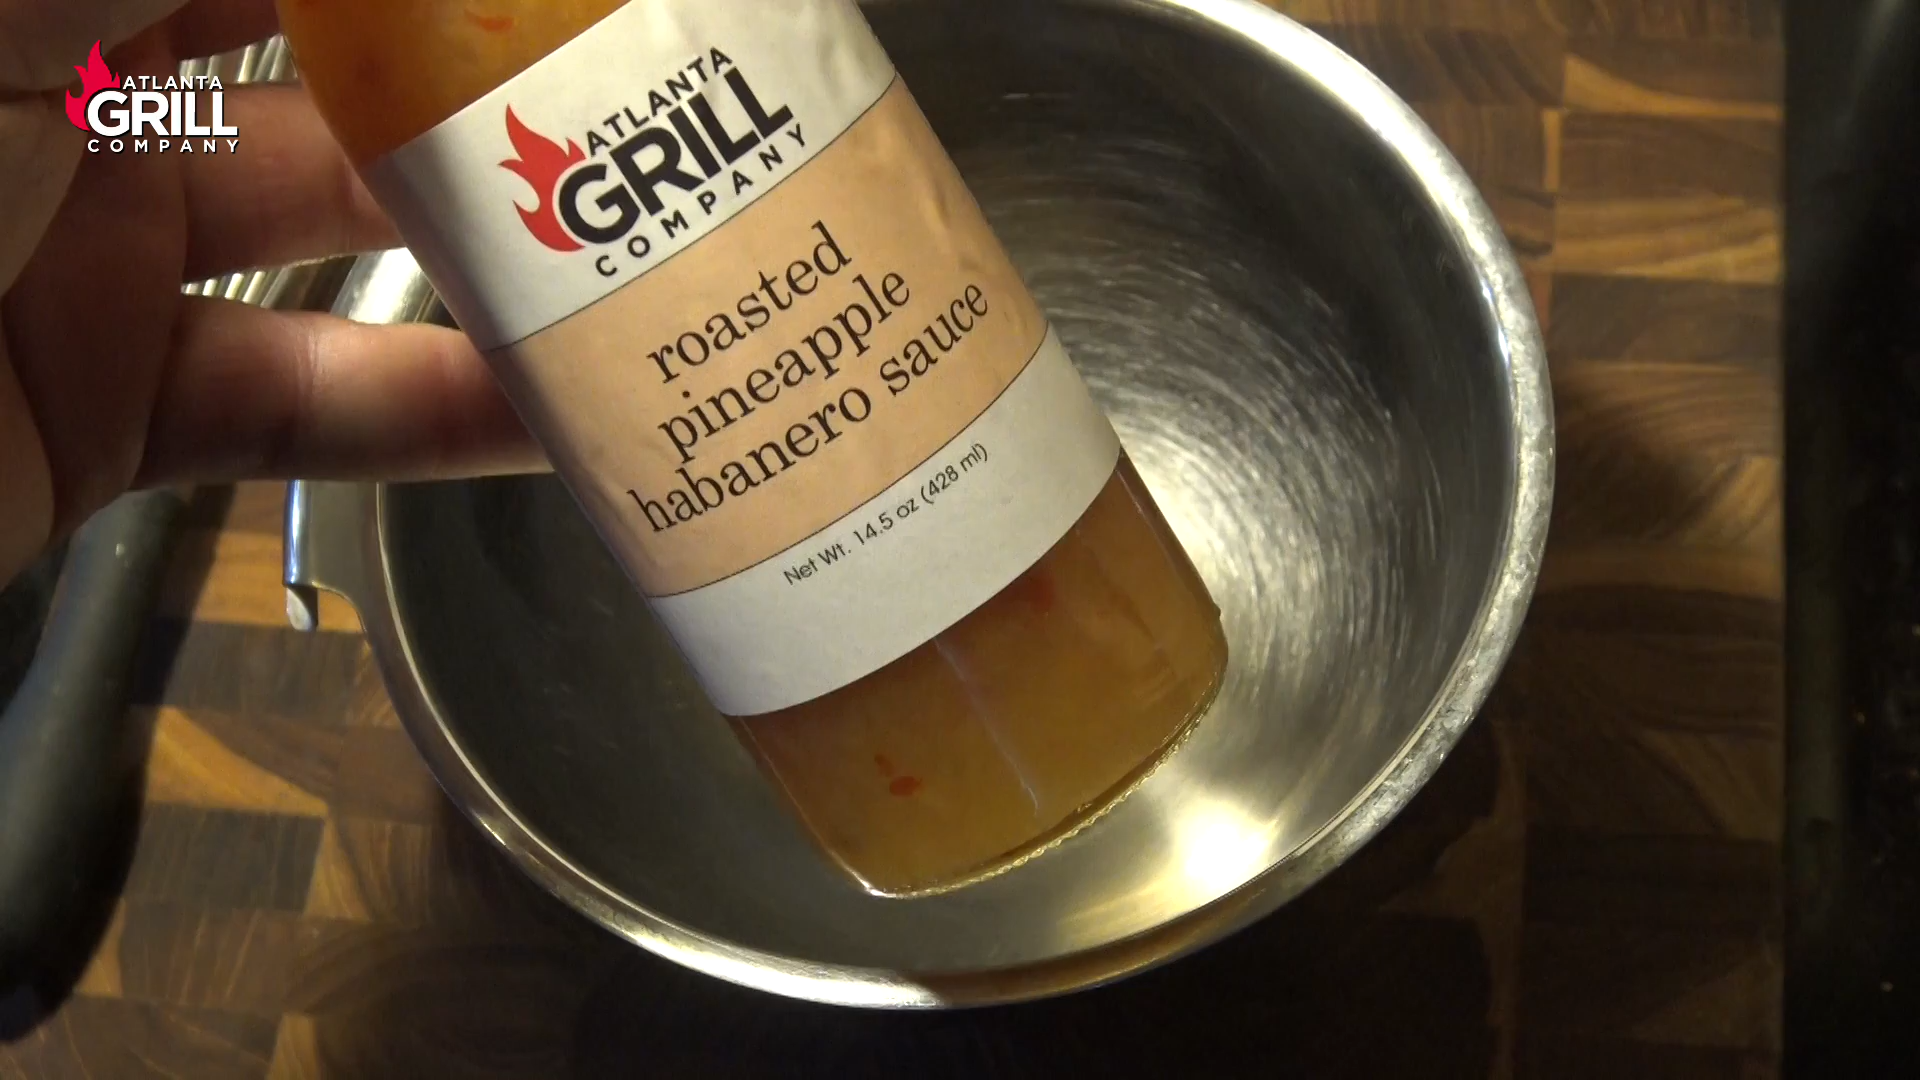 ATLANTA
GRILL
COMPANY
ATLANTA
GRILL
COMPANY
roasted
pineapple
habanero sauce
Net Wt. 14.5 oz (428 ml)